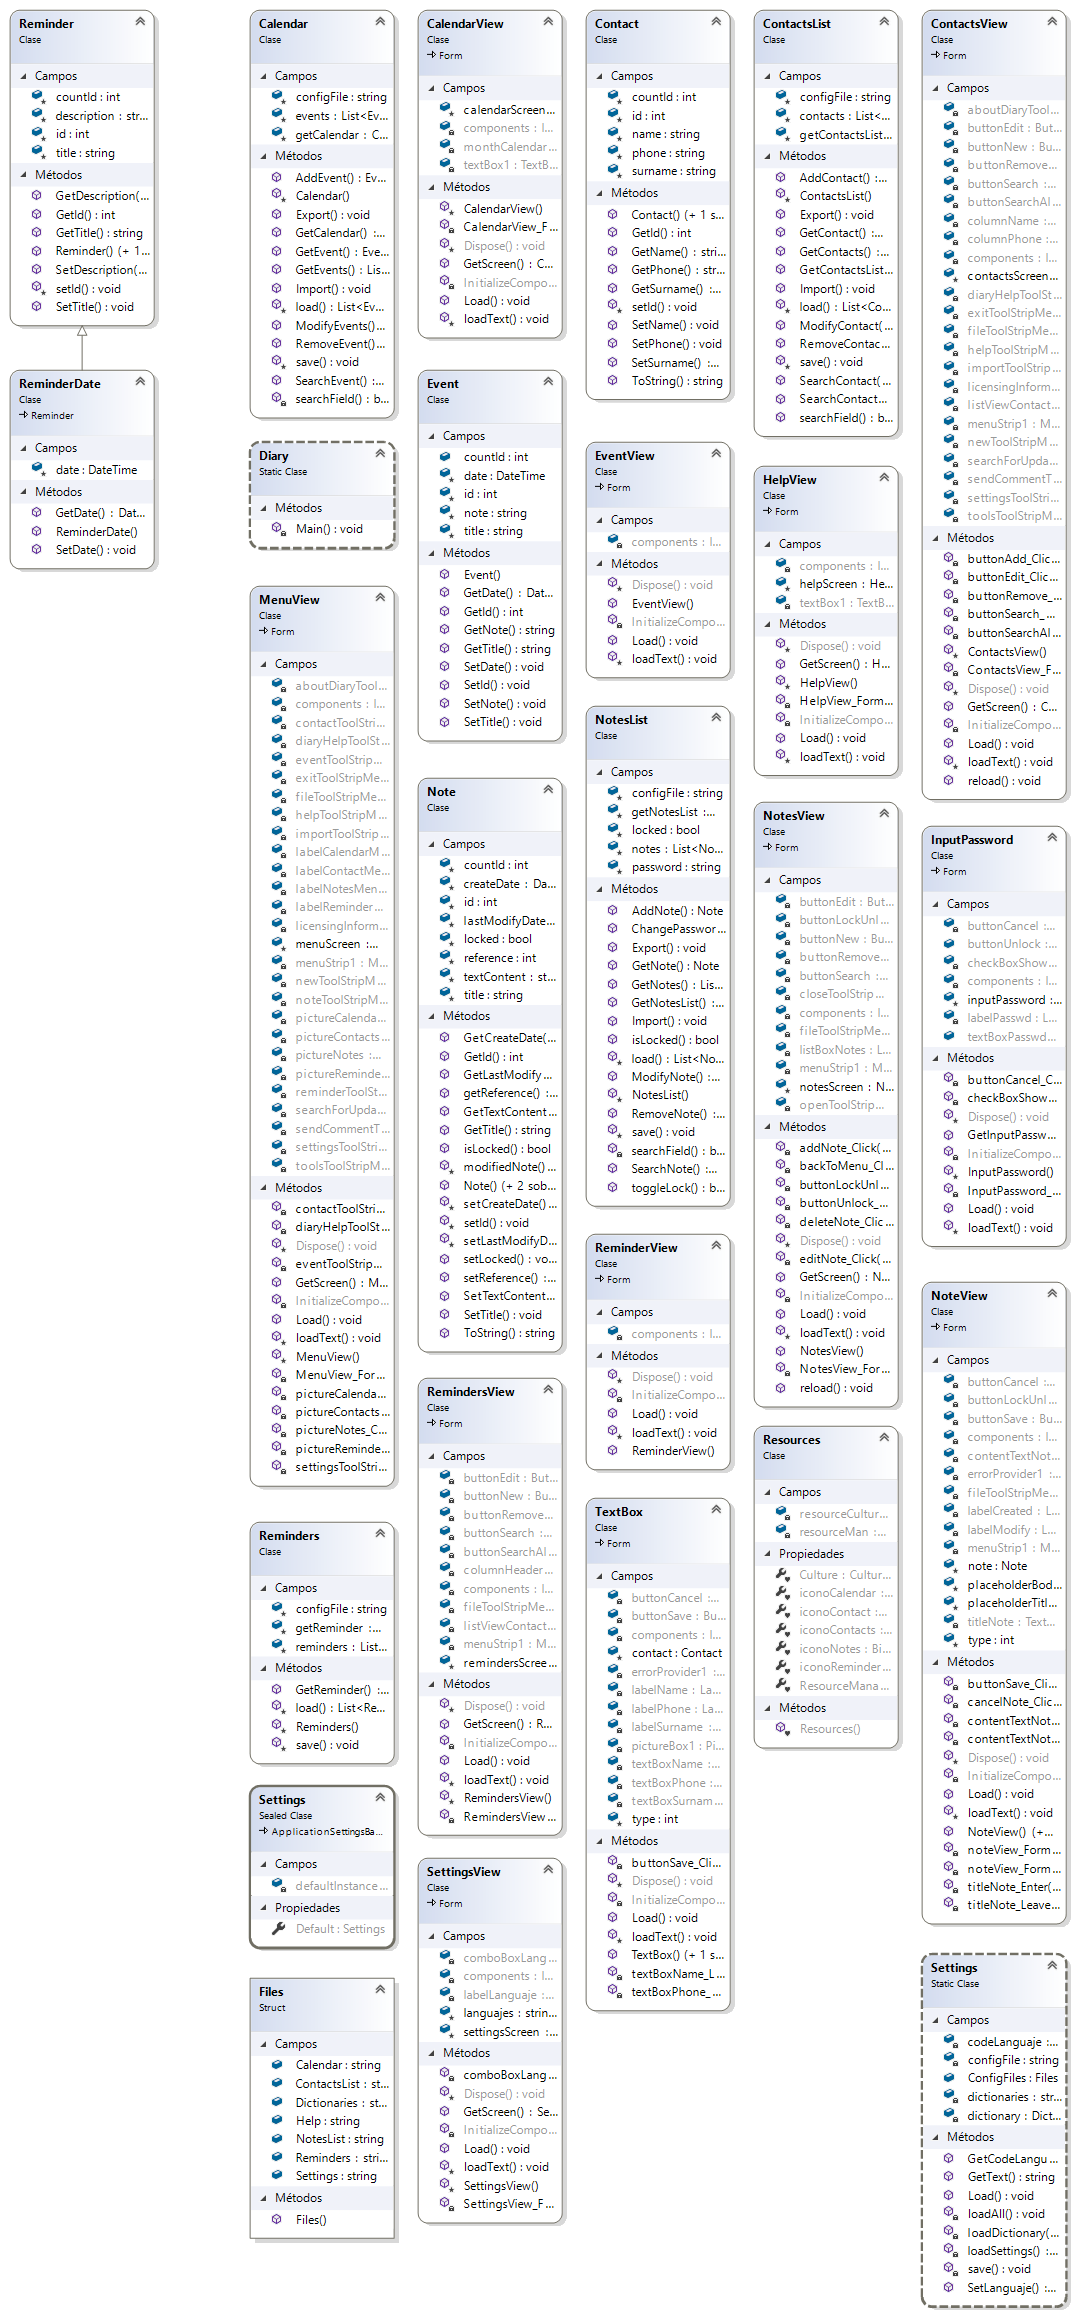 Reminder
Clase
Campos
countId : int
description : str...
id : int
title : string
Métodos
GetDescription(...
GetId() : int
GetTitle() : string
Reminder() (+ 1...
SetDescription(...
setId() : void
SetTitle() : void
ReminderDate
Clase
Reminder
Campos
date : DateTime
Métodos
GetDate() : Dat...
ReminderDate()
SetDate() : void
Calendar
Clase
Campos
configFile : string
events : List<Ev...
getCalendar : C...
Métodos
AddEvent() : Ev...
Calendar()
Export() : void
GetCalendar() :...
GetEvent() : Eve...
GetEvents() : Lis...
Import() : void
load() : List<Ev...
ModifyEvents()...
RemoveEvent()...
save() : void
SearchEvent() :...
searchField() : b...
Diary
Static Clase
Métodos
Main() : void
MenuView
Clase
Form
Campos
aboutDiaryTool...
components : I...
contactToolStri...
diaryHelpToolSt...
eventToolStrip...
exitToolStripMe...
fileToolStripMe...
helpToolStripM...
importToolStrip...
labelCalendarM...
labelContactMe...
labelNotesMen...
labelReminder...
licensingInform...
menuScreen :...
menuStrip1 : M...
newToolStripM...
noteToolStripM...
pictureCalenda...
pictureContacts...
pictureNotes :...
pictureReminde...
reminderToolSt...
searchForUpda...
sendCommentT...
settingsToolStri...
toolsToolStripM...
Métodos
contactToolStri...
diaryHelpToolSt...
Dispose() : void
eventToolStrip...
GetScreen() : M...
InitializeCompo...
Load() : void
loadText() : void
MenuView()
MenuView_For...
pictureCalenda...
pictureContacts...
pictureNotes_C...
pictureReminde...
settingsToolStri...
Reminders
Clase
Campos
configFile : string
getReminder :...
reminders : List...
Métodos
GetReminder() :...
load() : List<Re...
Reminders()
save() : void
Settings
Sealed Clase
ApplicationSettingsBa...
Campos
defaultInstance...
Propiedades
Default : Settings
Files
Struct
Campos
Calendar : string
ContactsList : st...
Dictionaries : st...
Help : string
NotesList : string
Reminders : stri...
Settings : string
Métodos
Files()
CalendarView
Clase
Form
Campos
calendarScreen...
components : I...
monthCalendar...
textBox1 : TextB...
Métodos
CalendarView()
CalendarView_F...
Dispose() : void
GetScreen() : C...
InitializeCompo...
Load() : void
loadText() : void
Event
Clase
Campos
countId : int
date : DateTime
id : int
note : string
title : string
Métodos
Event()
GetDate() : Dat...
GetId() : int
GetNote() : string
GetTitle() : string
SetDate() : void
SetId() : void
SetNote() : void
SetTitle() : void
Note
Clase
Campos
countId : int
createDate : Da...
id : int
lastModifyDate...
locked : bool
reference : int
textContent : st...
title : string
Métodos
GetCreateDate(...
GetId() : int
GetLastModify...
getReference() :...
GetTextContent...
GetTitle() : string
isLocked() : bool
modifiedNote()...
Note() (+ 2 sob...
setCreateDate()...
setId() : void
setLastModifyD...
setLocked() : vo...
setReference() :...
SetTextContent...
SetTitle() : void
ToString() : string
RemindersView
Clase
Form
Campos
buttonEdit : But...
buttonNew : Bu...
buttonRemove...
buttonSearch :...
buttonSearchAl...
columnHeader...
components : I...
fileToolStripMe...
listViewContact...
menuStrip1 : M...
remindersScree...
Métodos
Dispose() : void
GetScreen() : R...
InitializeCompo...
Load() : void
loadText() : void
RemindersView()
RemindersView...
SettingsView
Clase
Form
Campos
comboBoxLang...
components : I...
labelLanguaje :...
languajes : strin...
settingsScreen :...
Métodos
comboBoxLang...
Dispose() : void
GetScreen() : Se...
InitializeCompo...
Load() : void
loadText() : void
SettingsView()
SettingsView_F...
Contact
Clase
Campos
countId : int
id : int
name : string
phone : string
surname : string
Métodos
Contact() (+ 1 s...
GetId() : int
GetName() : stri...
GetPhone() : str...
GetSurname() :...
setId() : void
SetName() : void
SetPhone() : void
SetSurname() :...
ToString() : string
EventView
Clase
Form
Campos
components : I...
Métodos
Dispose() : void
EventView()
InitializeCompo...
Load() : void
loadText() : void
NotesList
Clase
Campos
configFile : string
getNotesList :...
locked : bool
notes : List<No...
password : string
Métodos
AddNote() : Note
ChangePasswor...
Export() : void
GetNote() : Note
GetNotes() : Lis...
GetNotesList() :...
Import() : void
isLocked() : bool
load() : List<No...
ModifyNote() :...
NotesList()
RemoveNote() :...
save() : void
searchField() : b...
SearchNote() :...
toggleLock() : b...
ReminderView
Clase
Form
Campos
components : I...
Métodos
Dispose() : void
InitializeCompo...
Load() : void
loadText() : void
ReminderView()
TextBox
Clase
Form
Campos
buttonCancel :...
buttonSave : Bu...
components : I...
contact : Contact
errorProvider1 :...
labelName : La...
labelPhone : La...
labelSurname :...
pictureBox1 : Pi...
textBoxName :...
textBoxPhone :...
textBoxSurnam...
type : int
Métodos
buttonSave_Cli...
Dispose() : void
InitializeCompo...
Load() : void
loadText() : void
TextBox() (+ 1 s...
textBoxName_L...
textBoxPhone_...
ContactsList
Clase
Campos
configFile : string
contacts : List<...
getContactsList...
Métodos
AddContact() :...
ContactsList()
Export() : void
GetContact() :...
GetContacts() :...
GetContactsList...
Import() : void
load() : List<Co...
ModifyContact(...
RemoveContac...
save() : void
SearchContact(...
SearchContact...
searchField() : b...
HelpView
Clase
Form
Campos
components : I...
helpScreen : He...
textBox1 : TextB...
Métodos
Dispose() : void
GetScreen() : H...
HelpView()
HelpView_Form...
InitializeCompo...
Load() : void
loadText() : void
NotesView
Clase
Form
Campos
buttonEdit : But...
buttonLockUnl...
buttonNew : Bu...
buttonRemove...
buttonSearch :...
closeToolStrip...
components : I...
fileToolStripMe...
listBoxNotes : L...
menuStrip1 : M...
notesScreen : N...
openToolStrip...
Métodos
addNote_Click(...
backToMenu_Cl...
buttonLockUnl...
buttonUnlock_...
deleteNote_Clic...
Dispose() : void
editNote_Click(...
GetScreen() : N...
InitializeCompo...
Load() : void
loadText() : void
NotesView()
NotesView_For...
reload() : void
Resources
Clase
Campos
resourceCultur...
resourceMan :...
Propiedades
Culture : Cultur...
iconoCalendar :...
iconoContact :...
iconoContacts :...
iconoNotes : Bi...
iconoReminder...
ResourceMana...
Métodos
Resources()
ContactsView
Clase
Form
Campos
aboutDiaryTool...
buttonEdit : But...
buttonNew : Bu...
buttonRemove...
buttonSearch :...
buttonSearchAl...
columnName :...
columnPhone :...
components : I...
contactsScreen...
diaryHelpToolSt...
exitToolStripMe...
fileToolStripMe...
helpToolStripM...
importToolStrip...
licensingInform...
listViewContact...
menuStrip1 : M...
newToolStripM...
searchForUpda...
sendCommentT...
settingsToolStri...
toolsToolStripM...
Métodos
buttonAdd_Clic...
buttonEdit_Clic...
buttonRemove_...
buttonSearch_...
buttonSearchAl...
ContactsView()
ContactsView_F...
Dispose() : void
GetScreen() : C...
InitializeCompo...
Load() : void
loadText() : void
reload() : void
InputPassword
Clase
Form
Campos
buttonCancel :...
buttonUnlock :...
checkBoxShow...
components : I...
inputPassword :...
labelPasswd : L...
textBoxPasswd...
Métodos
buttonCancel_C...
checkBoxShow...
Dispose() : void
GetInputPassw...
InitializeCompo...
InputPassword()
InputPassword_...
Load() : void
loadText() : void
NoteView
Clase
Form
Campos
buttonCancel :...
buttonLockUnl...
buttonSave : Bu...
components : I...
contentTextNot...
errorProvider1 :...
fileToolStripMe...
labelCreated : L...
labelModify : L...
menuStrip1 : M...
note : Note
placeholderBod...
placeholderTitl...
titleNote : Text...
type : int
Métodos
buttonSave_Cli...
cancelNote_Clic...
contentTextNot...
contentTextNot...
Dispose() : void
InitializeCompo...
Load() : void
loadText() : void
NoteView() (+...
noteView_Form...
noteView_Form...
titleNote_Enter(...
titleNote_Leave...
Settings
Static Clase
Campos
codeLanguaje :...
configFile : string
ConfigFiles : Files
dictionaries : str...
dictionary : Dict...
Métodos
GetCodeLangu...
GetText() : string
Load() : void
loadAll() : void
loadDictionary(...
loadSettings() :...
save() : void
SetLanguaje() :...